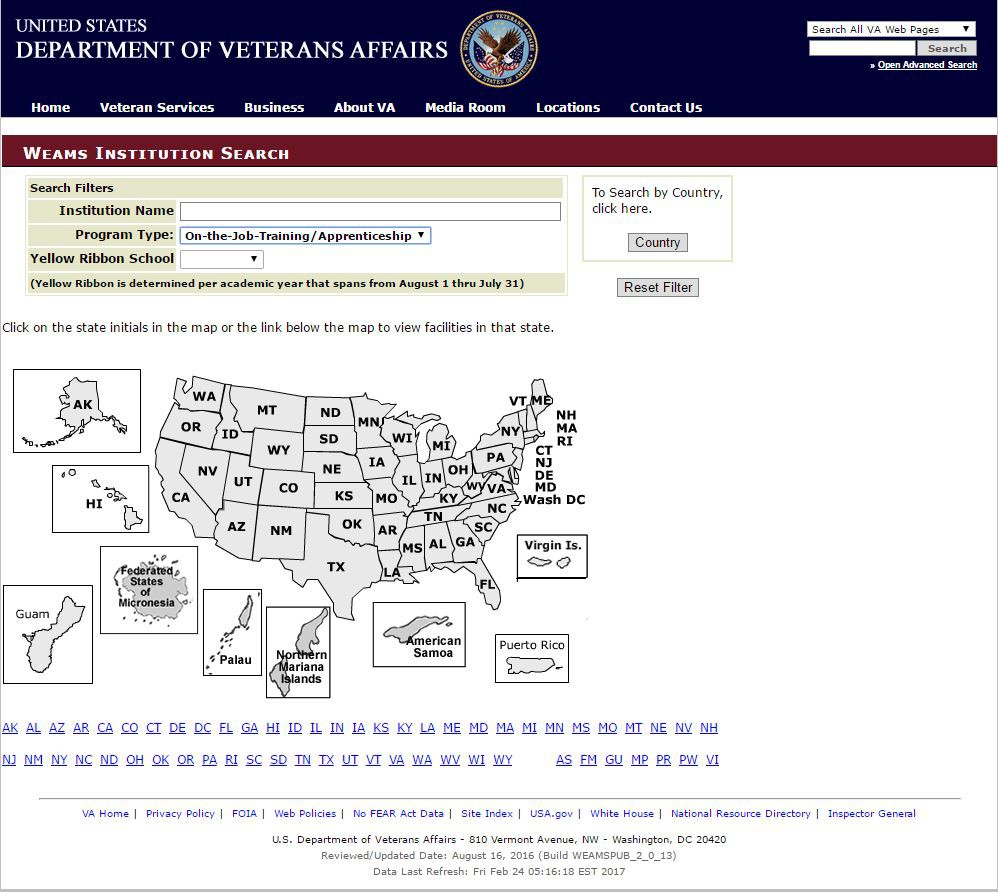 UNITED STATES
DEPARTMENT OF VETERANS AFFAIRS
Search All VA Web Pages
Search
» Open Advanced Search
Home Veteran Services Business About VA Media Room Locations Contact Us
WEAMS INSTITUTION SEARCH
Search Filters
Institution Name
Program Type: On-the-Job-Training/Apprenticeship
Yellow Ribbon School
(Yellow Ribbon is determined per academic year that spans from August 1 thru July 31)
To Search by Country,
click here.
Country
Reset Filter
Click on the state initials in the map or the link below the map to view facilities in that state.
AK
HI
WA
OR
CA
ID
NV
MT
WY
UT
AZ
CO
NM
ND
SD
NE
KS
OK
TX
MN
IA
MO
AR
LA
WI
IL
MI
IN
OH
KY
TN
MS
AL
GA
FL
SC
NC
VA
WV
PA
NY
VT
ME
NH
MA
RI
CT
NJ
DE
MD
Wash DC
Virgin Is.
Federated
States
of
Micronesia
Guam
Palau
Northern
Mariana
Islands
American
Samoa
Puerto Rico
AK AL AZ AR CA CO CT DE DC FL GA HI ID IL IN IA KS KY LA ME MD MA MI MN MS MO MT NE NV NH
NJ NM NY NC ND OH OK OR PA RI SC SD TN TX UT VT VA WA WV WI WY AS FM GU MP PR PW VI
VA Home | Privacy Policy | FOIA | Web Policies | No FEAR Act Data | Site Index | USA.gov | White House | National Resource Directory | Inspector General
U.S. Department of Veterans Affairs - 810 Vermont Avenue, NW - Washington, DC 20420
Reviewed/Updated Date: August 16, 2016 (Build WEAMSPUB_2_0_13)
Data Last Refresh: Fri Feb 24 05:16:18 EST 2017